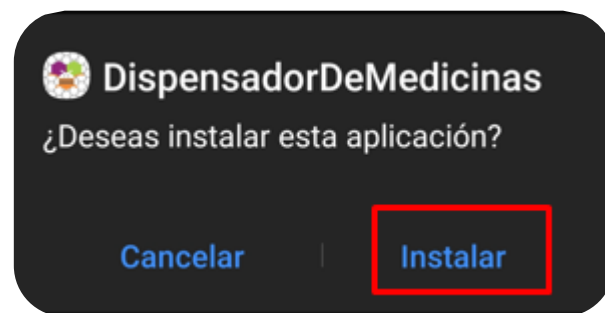 DispensadorDeMedicinas
¿Deseas instalar esta aplicación?
Cancelar
Instalar